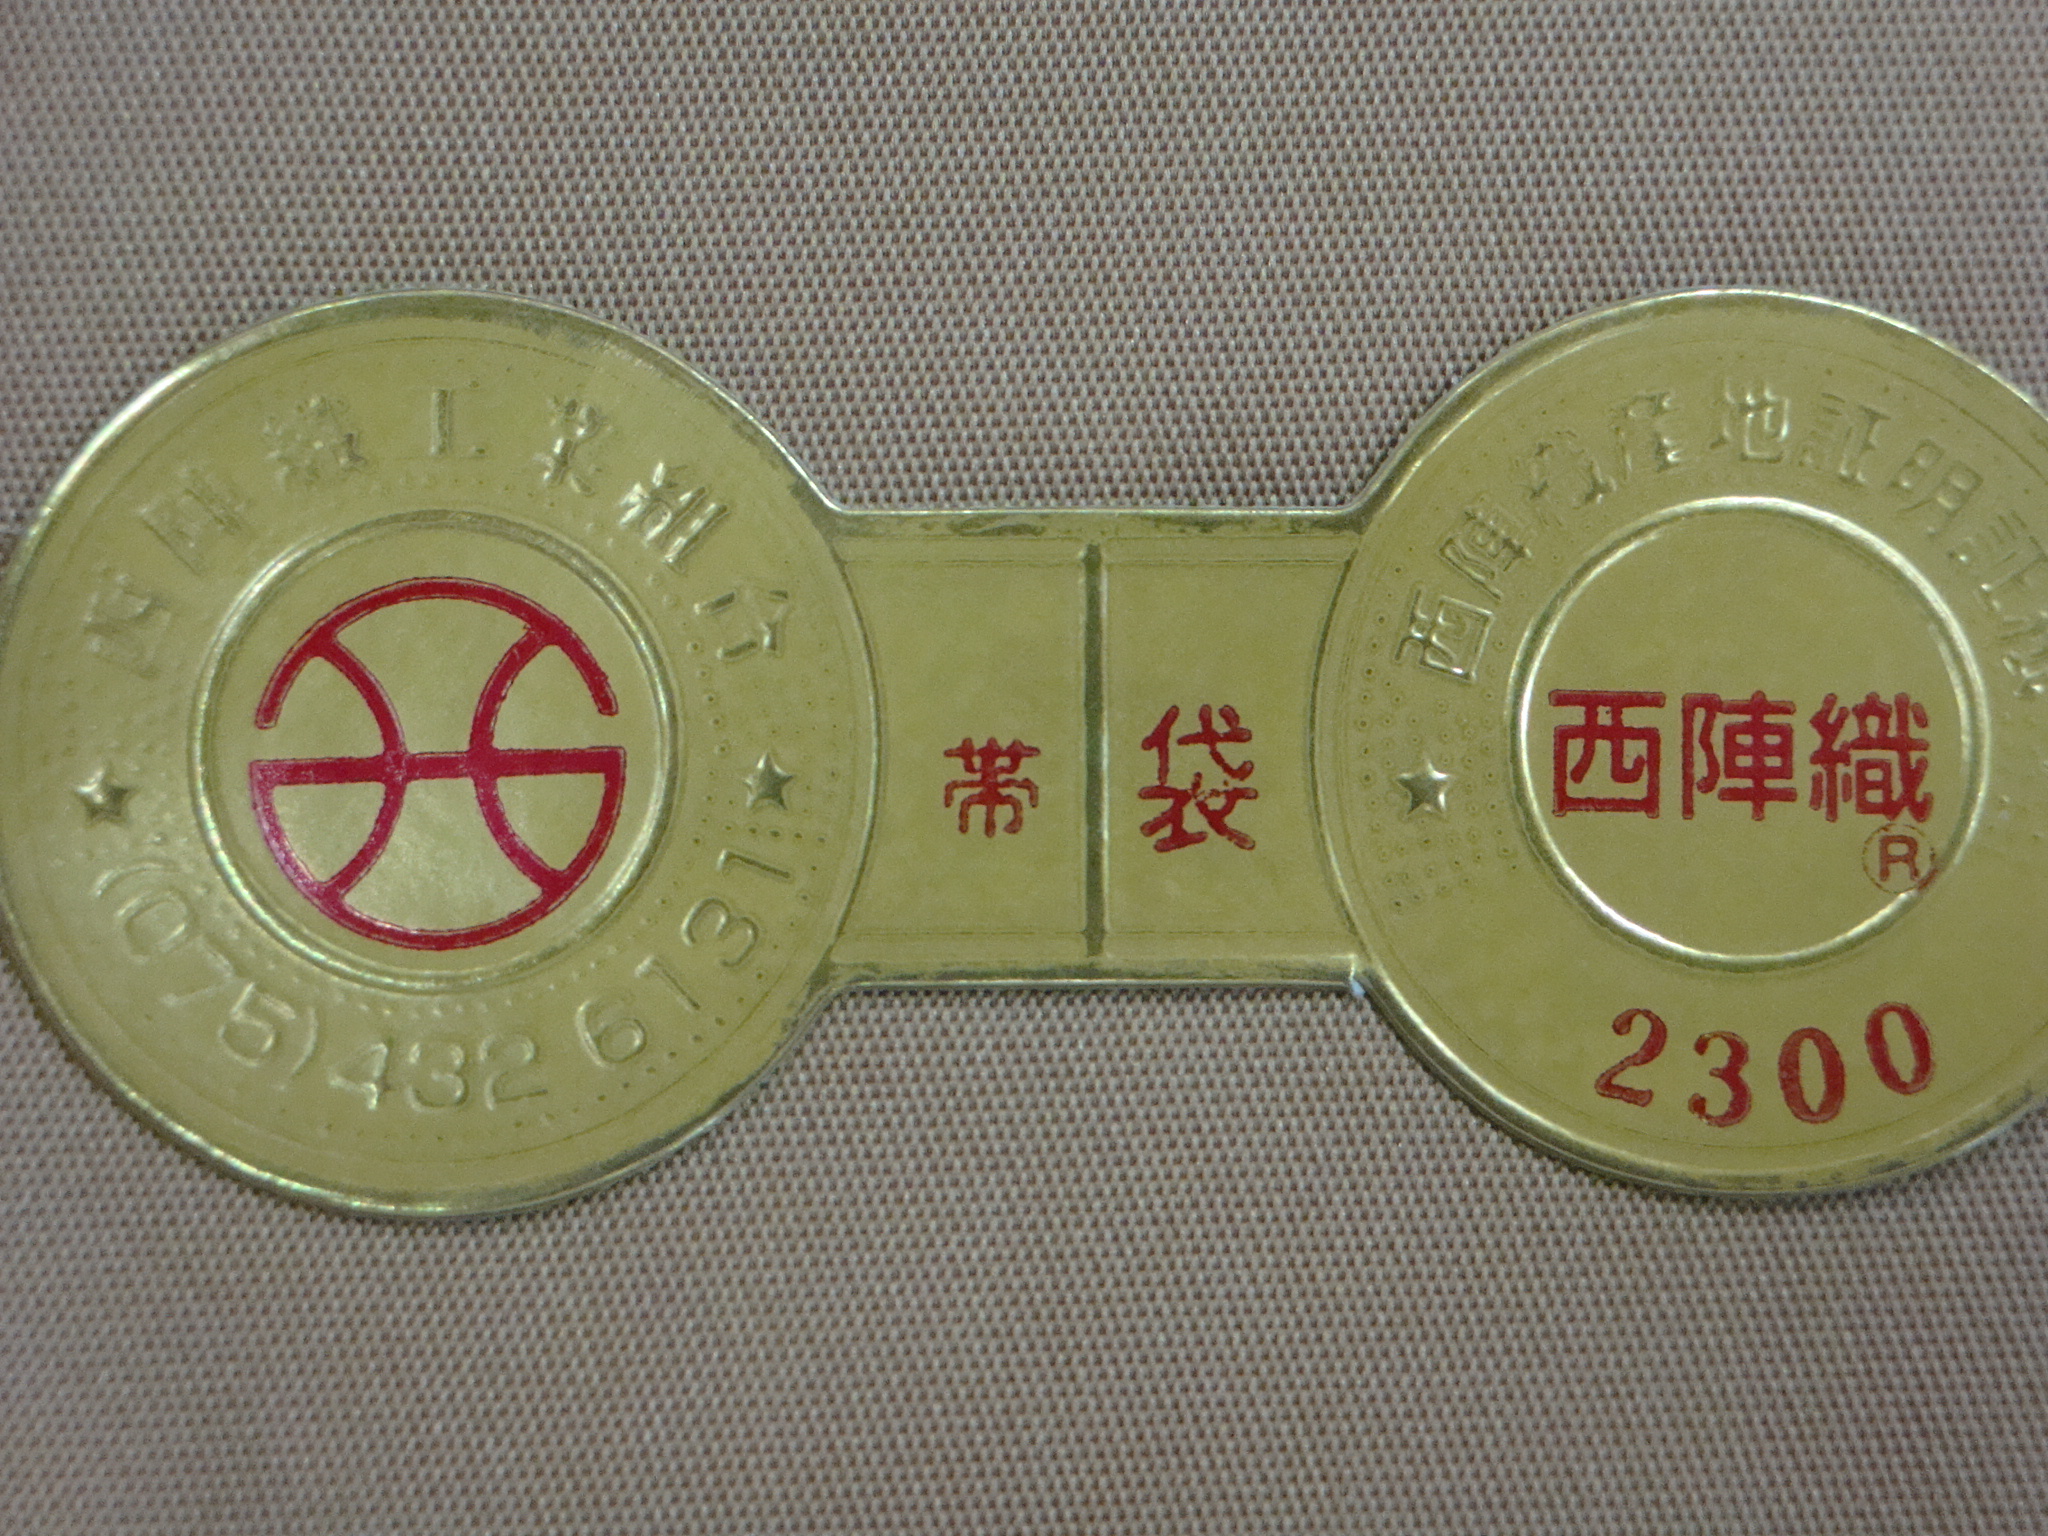 西陣織工業組合
(075)432 6131
帯
袋
西陣織産地証明証紙
西陣織
®
2300